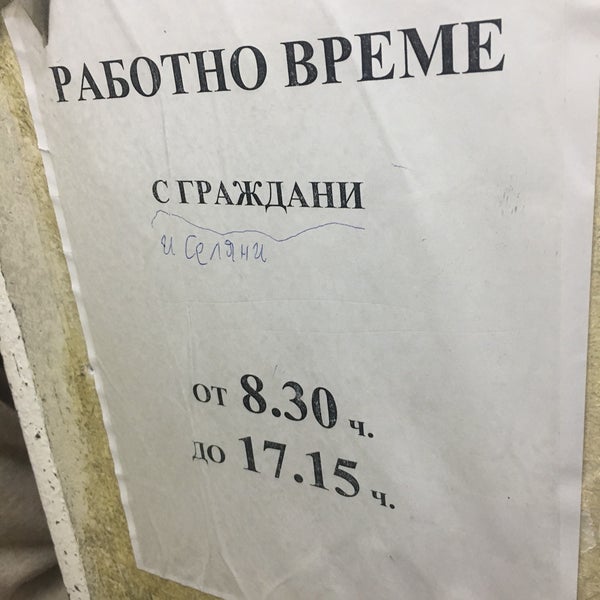 РАБОТНО ВРЕМЕ
С ГРАЖДАНИ
и селяни
от 8.30 ч.
до 17.15 ч.